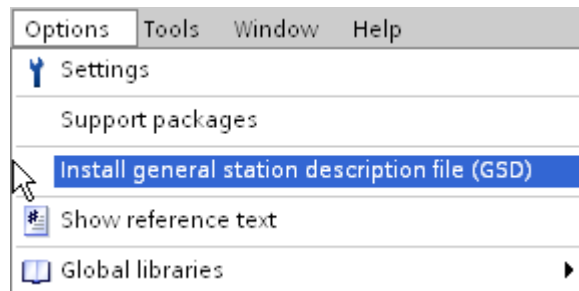 Options Tools Window Help
Settings
Support packages
Install general station description file (GSD)
Show reference text
Global libraries